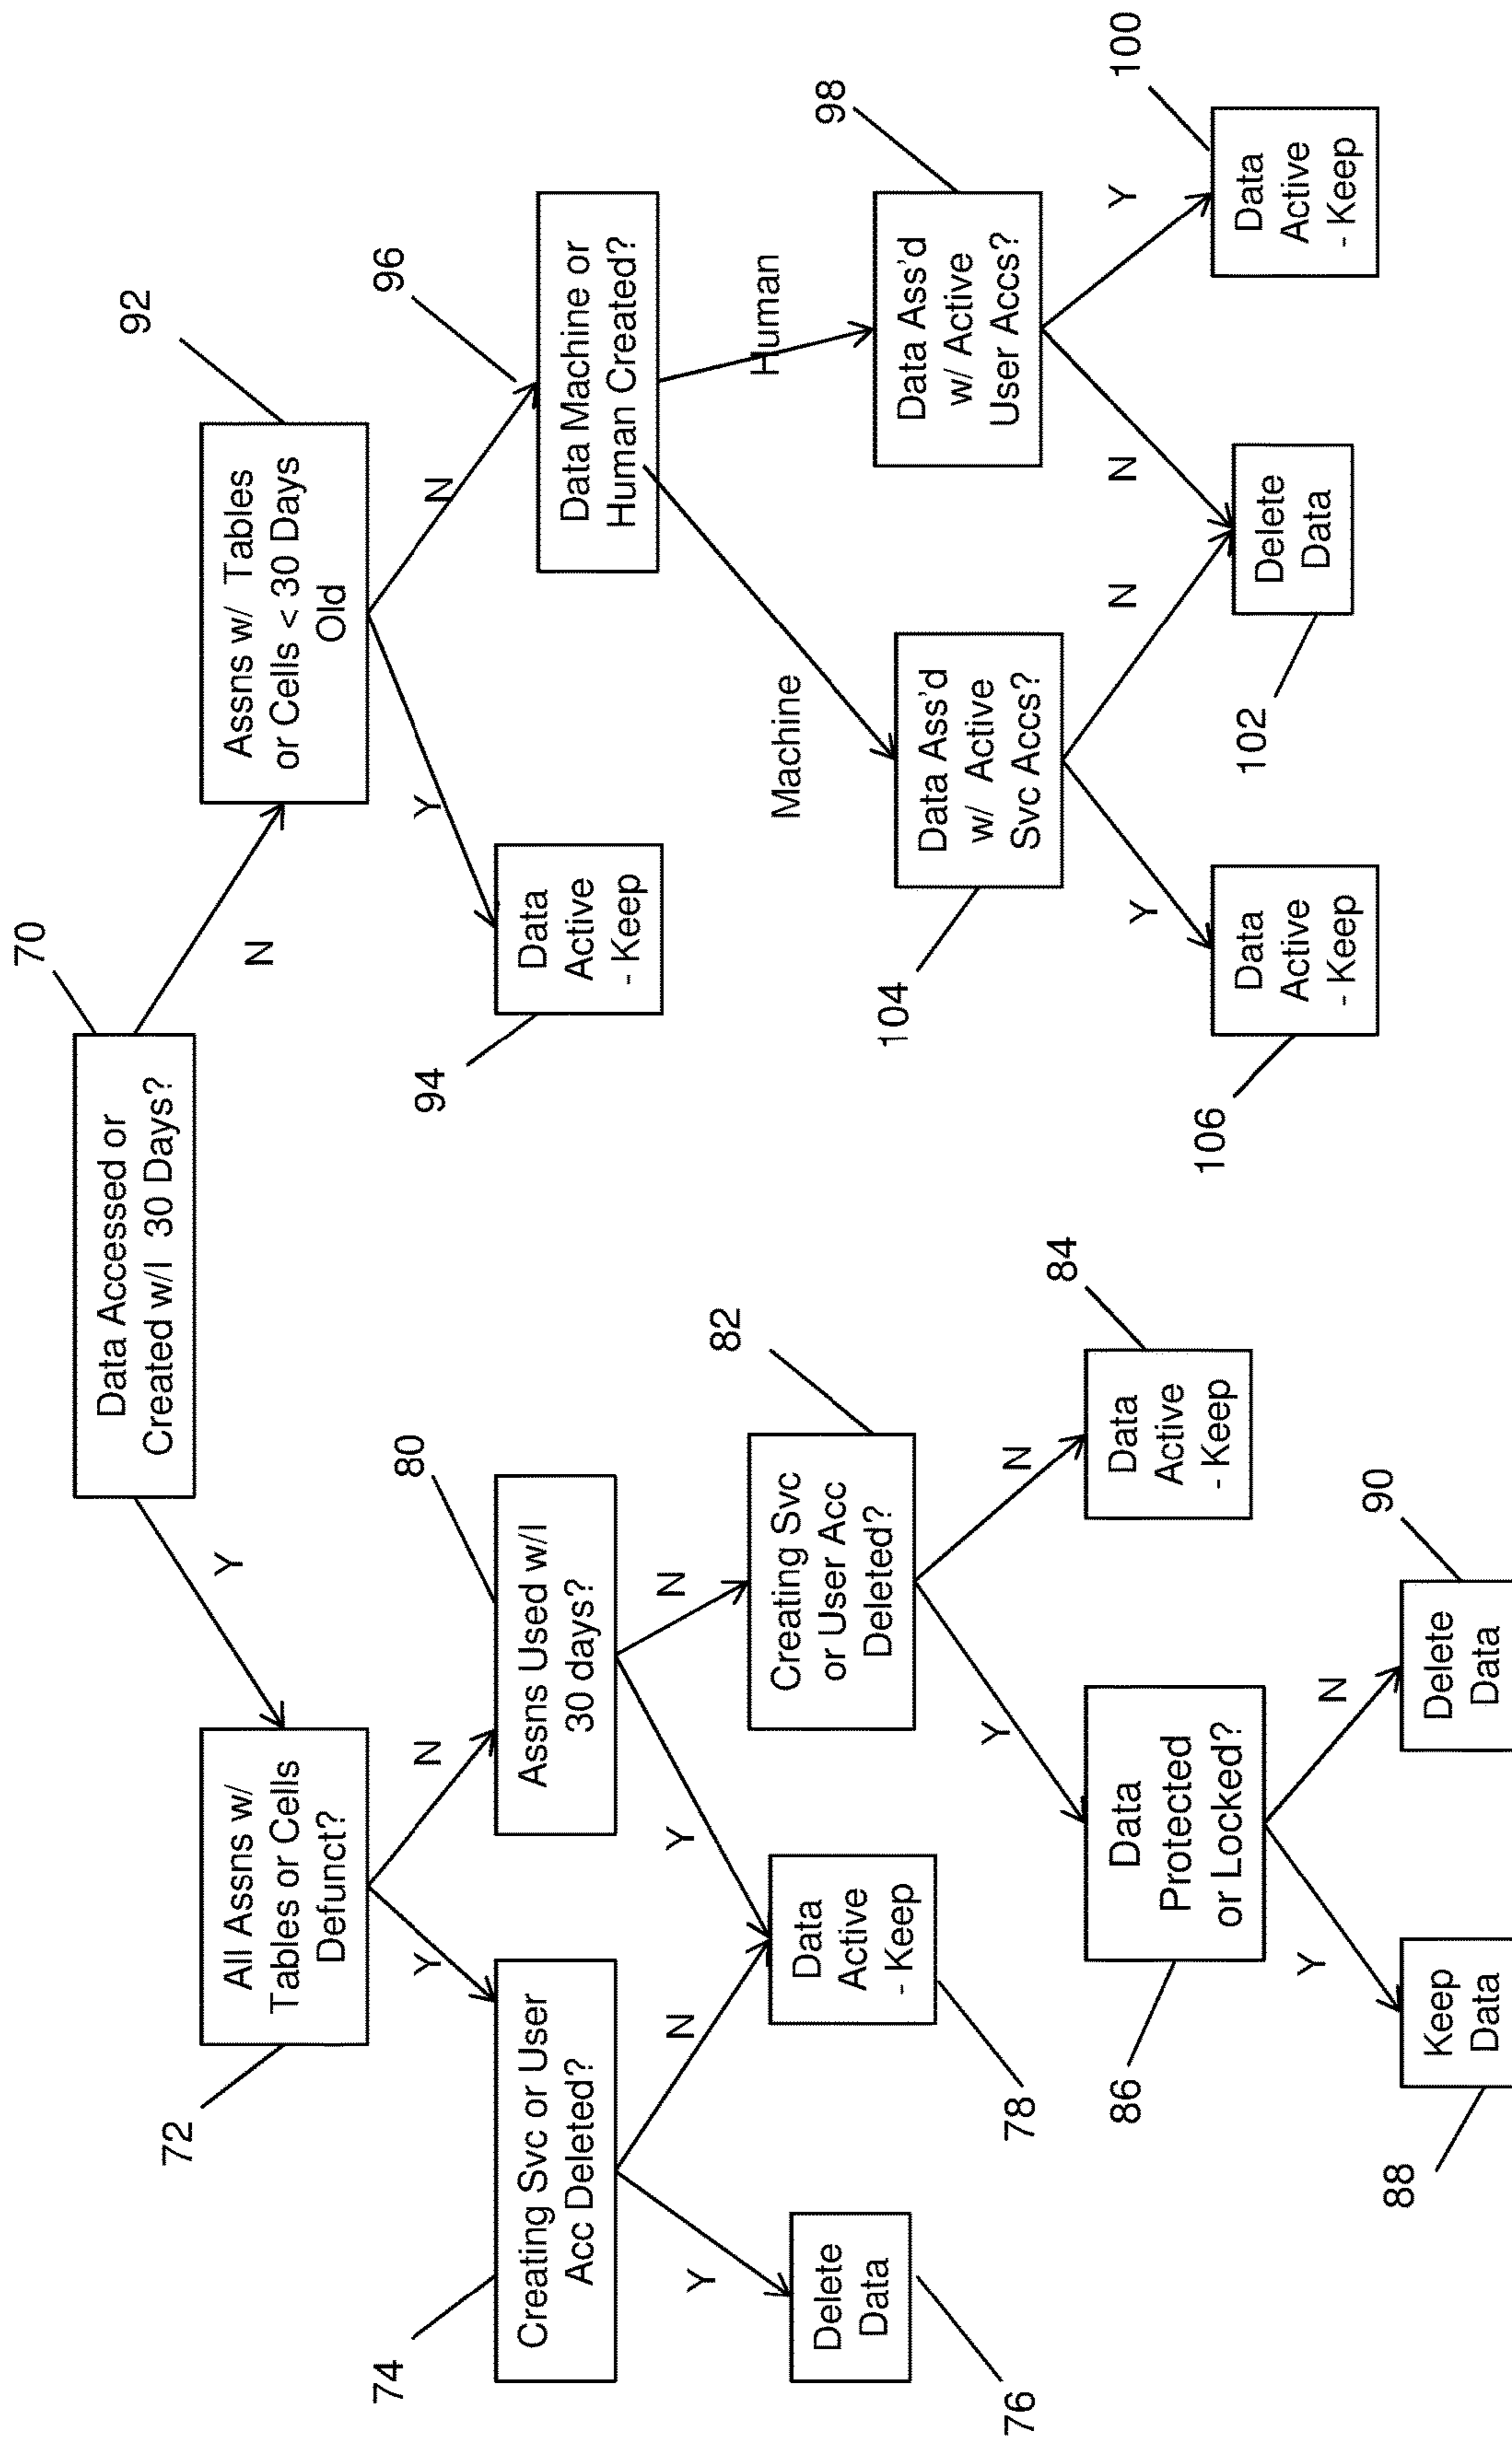 70
Data Accessed or
Created w/I 30 Days?
Y
N
72
All Assns w/
Tables or Cells
Defunct?
Y
N
92
Assns w/ Tables
or Cells < 30 Days
Old
Y
N
74
Creating Svc or User
Acc Deleted?
Y
N
80
Assns Used w/I
30 days?
Y
N
94
Data
Active
- Keep
96
Data Machine or
Human Created?
Machine
Human
76
Delete
Data
78
Data
Active
- Keep
82
Creating Svc
or User Acc
Deleted?
Y
N
104
Data Ass'd
w/ Active
Svc Accs?
Y
N
98
Data Ass'd
w/ Active
User Accs?
N
Y
86
Data
Protected
or Locked?
Y
N
84
Data
Active
- Keep
106
Data
Active
- Keep
102
Delete
Data
100
Data
Active
- Keep
88
Keep
Data
90
Delete
Data